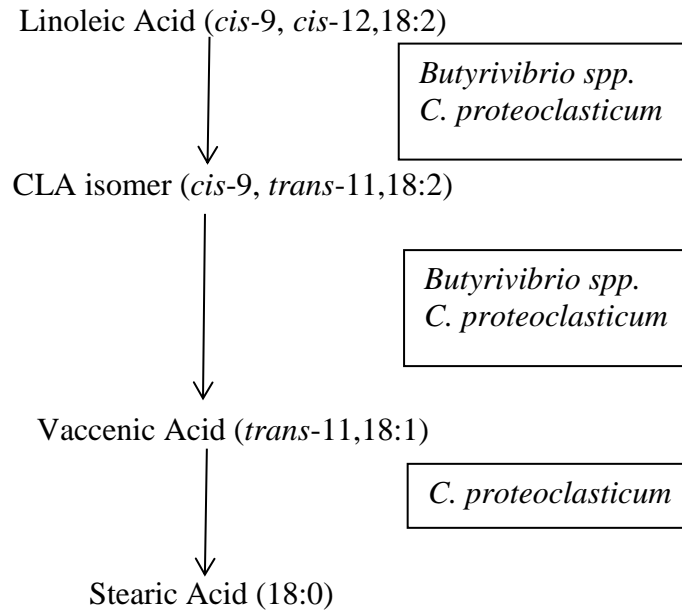 Linoleic Acid (cis-9, cis-12,18:2)
Butyrivibrio spp.
C. proteoclasticum
CLA isomer (cis-9, trans-11,18:2)
Butyrivibrio spp.
C. proteoclasticum
Vaccenic Acid (trans-11,18:1)
C. proteoclasticum
Stearic Acid (18:0)